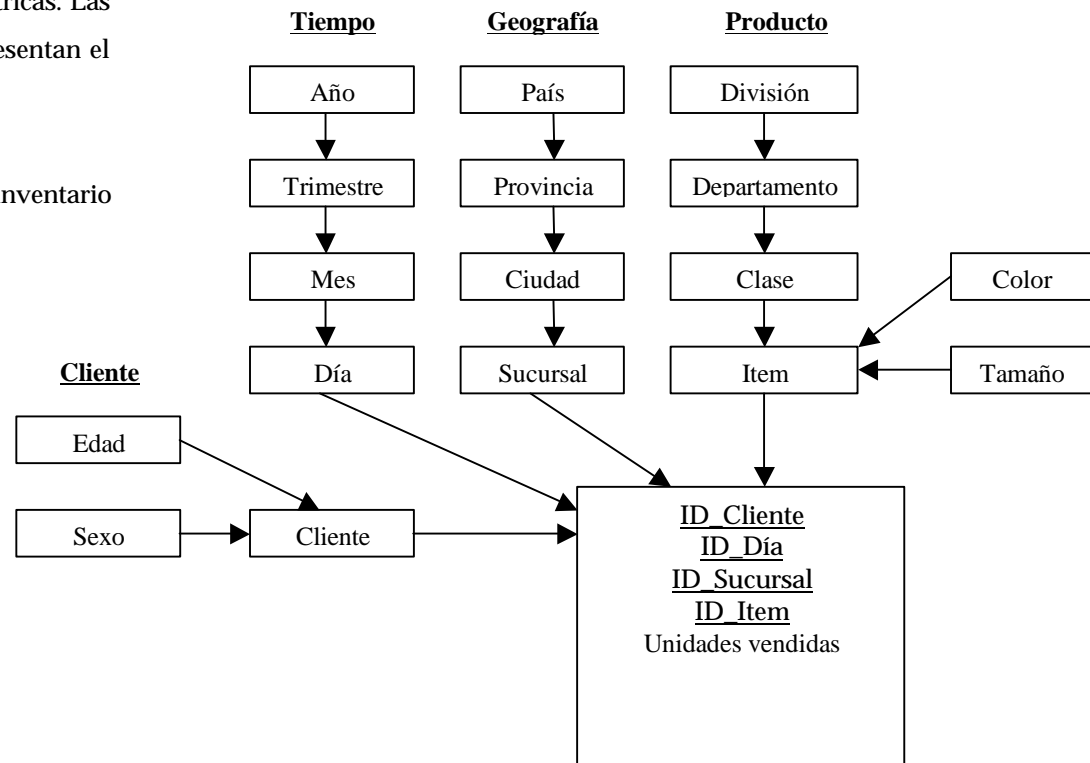 tricas. Las
esentan el
nventario
Tiempo Geografía Producto
Año País División
Trimestre Provincia Departamento
Mes Ciudad Clase Color
Cliente Día Sucursal Item Tamaño
Edad
Sexo Cliente
ID_Cliente
ID_Día
ID_Sucursal
ID_Item
Unidades vendidas